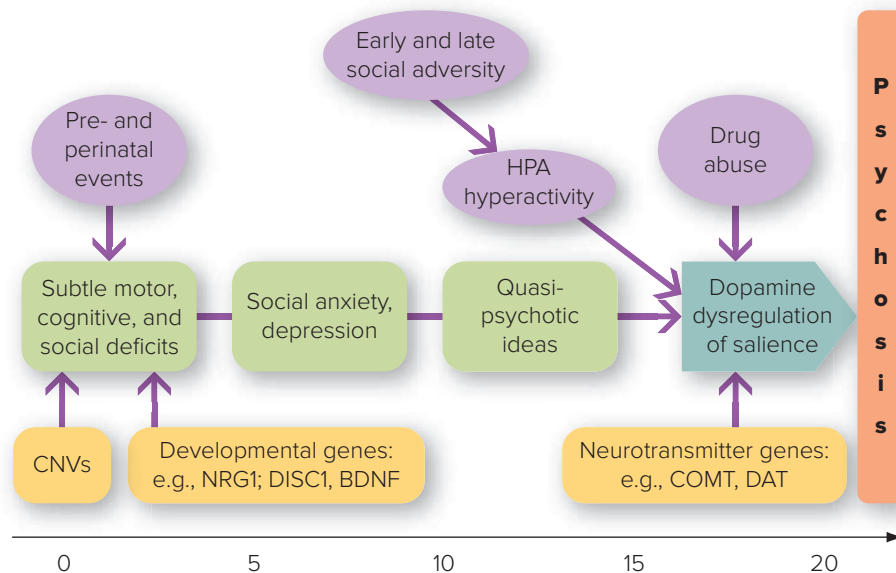 Early and late
social adversity
Pre- and
perinatal
events
HPA
hyperactivity
Drug
abuse
Subtle motor,
cognitive, and
social deficits
Social anxiety,
depression
Quasi-
psychotic
ideas
Dopamine
dysregulation
of salience
Psychosis
CNVs
Developmental genes:
e.g., NRG1; DISC1, BDNF
Neurotransmitter genes:
e.g., COMT, DAT
0 5 10 15 20